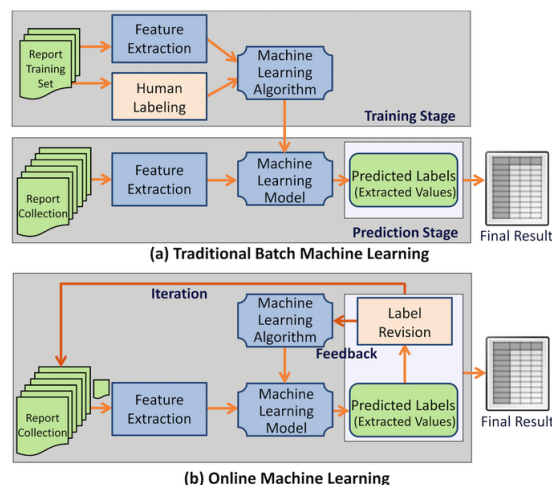 Report
Training
Set
Feature
Extraction
Human
Labeling
Machine
Learning
Algorithm
Training Stage
Report
Collection
Feature
Extraction
Machine
Learning
Model
Predicted Labels
(Extracted Values)
Prediction Stage
Final Result
(a) Traditional Batch Machine Learning
Iteration
Machine
Learning
Algorithm
Label
Revision
Feedback
Report
Collection
Feature
Extraction
Machine
Learning
Model
Predicted Labels
(Extracted Values)
Final Result
(b) Online Machine Learning